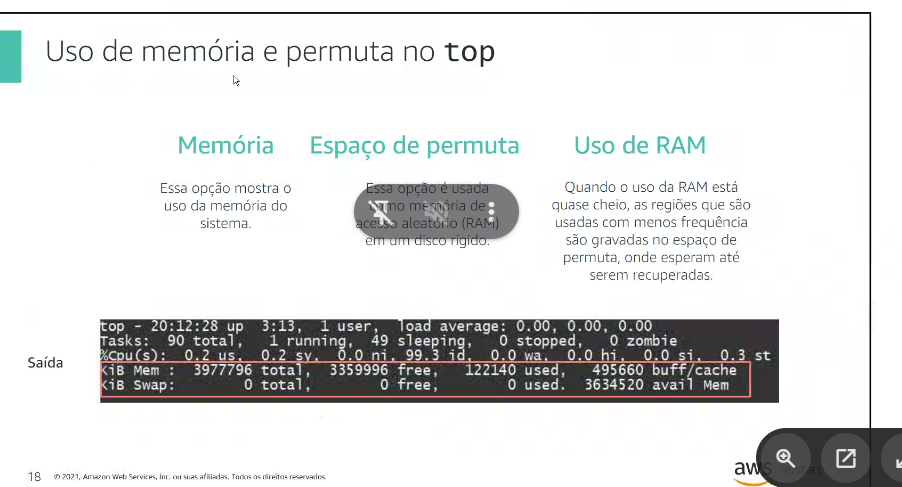 Uso de memória e permuta no top
Memória
Essa opção mostra o
uso da memória do
sistema.
Espaço de permuta
Essa opção é usada
como memória de
acesso aleatório (RAM)
em um disco rígido.
Uso de RAM
Quando o uso da RAM está
quase cheio, as regiões que são
usadas com menos frequência
são gravadas no espaço de
permuta, onde esperam até
serem recuperadas.
Saída
top - 20:12:28 up  3:13,  1 user,  load average: 0.00, 0.00, 0.00
Tasks:  90 total,   1 running,  49 sleeping,   0 stopped,   0 zombie
%Cpu(s):  0.2 us,  0.2 sy,  0.0 ni, 99.3 id,  0.0 wa,  0.0 hi,  0.0 si,  0.3 st
KiB Mem :  3977796 total,  3359996 free,   122140 used,   495660 buff/cache
KiB Swap:        0 total,        0 free,        0 used.  3634520 avail Mem
18 © 2021, Amazon Web Services, Inc. ou suas afiliadas. Todos os direitos reservados.
aws